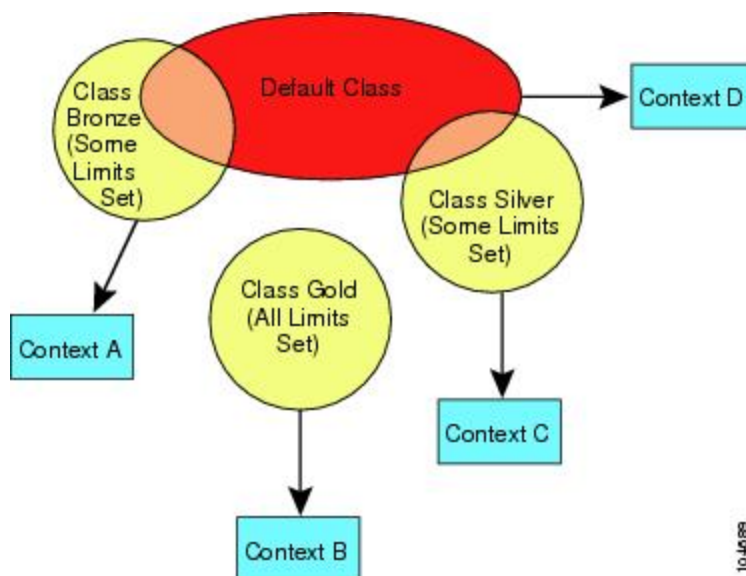 Default Class
Class
Bronze
(Some
Limits
Set)
Context D
Class Silver
(Some Limits
Set)
Class Gold
(All Limits
Set)
Context A
Context C
Context B
104689